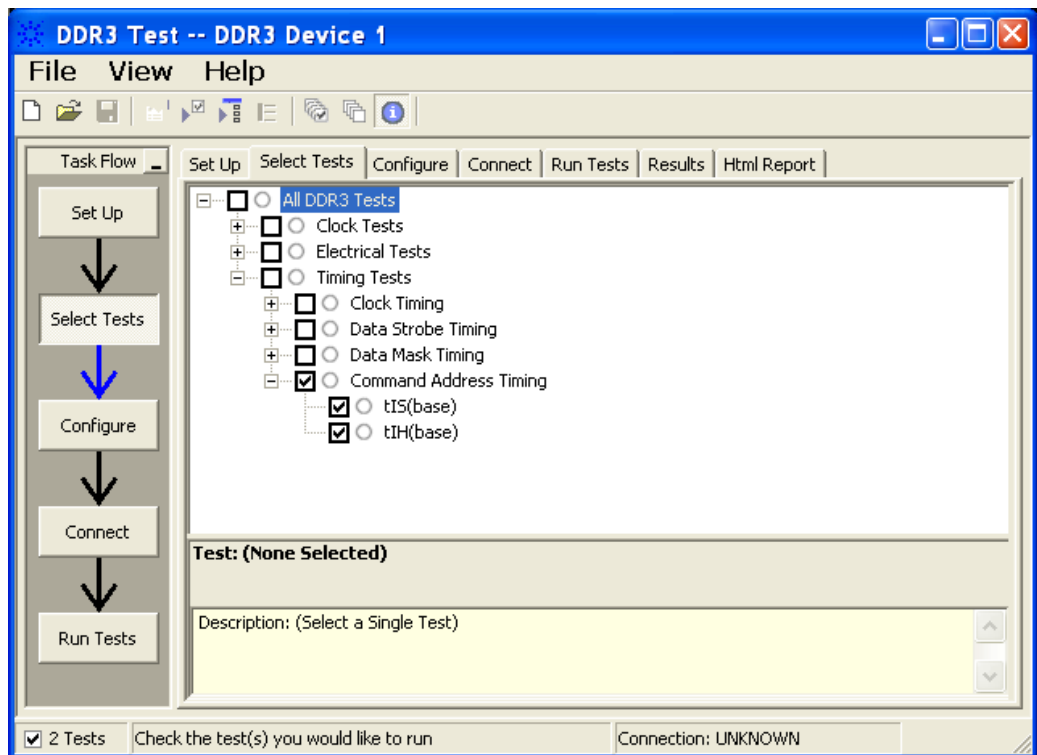 DDR3 Test -- DDR3 Device 1
File View Help
Task Flow
Set Up
Select Tests
Configure
Connect
Run Tests
Set Up Select Tests Configure Connect Run Tests Results Html Report
All DDR3 Tests
Clock Tests
Electrical Tests
Timing Tests
Clock Timing
Data Strobe Timing
Data Mask Timing
Command Address Timing
tIS(base)
tIH(base)
Test: (None Selected)
Description: (Select a Single Test)
2 Tests Check the test(s) you would like to run Connection: UNKNOWN